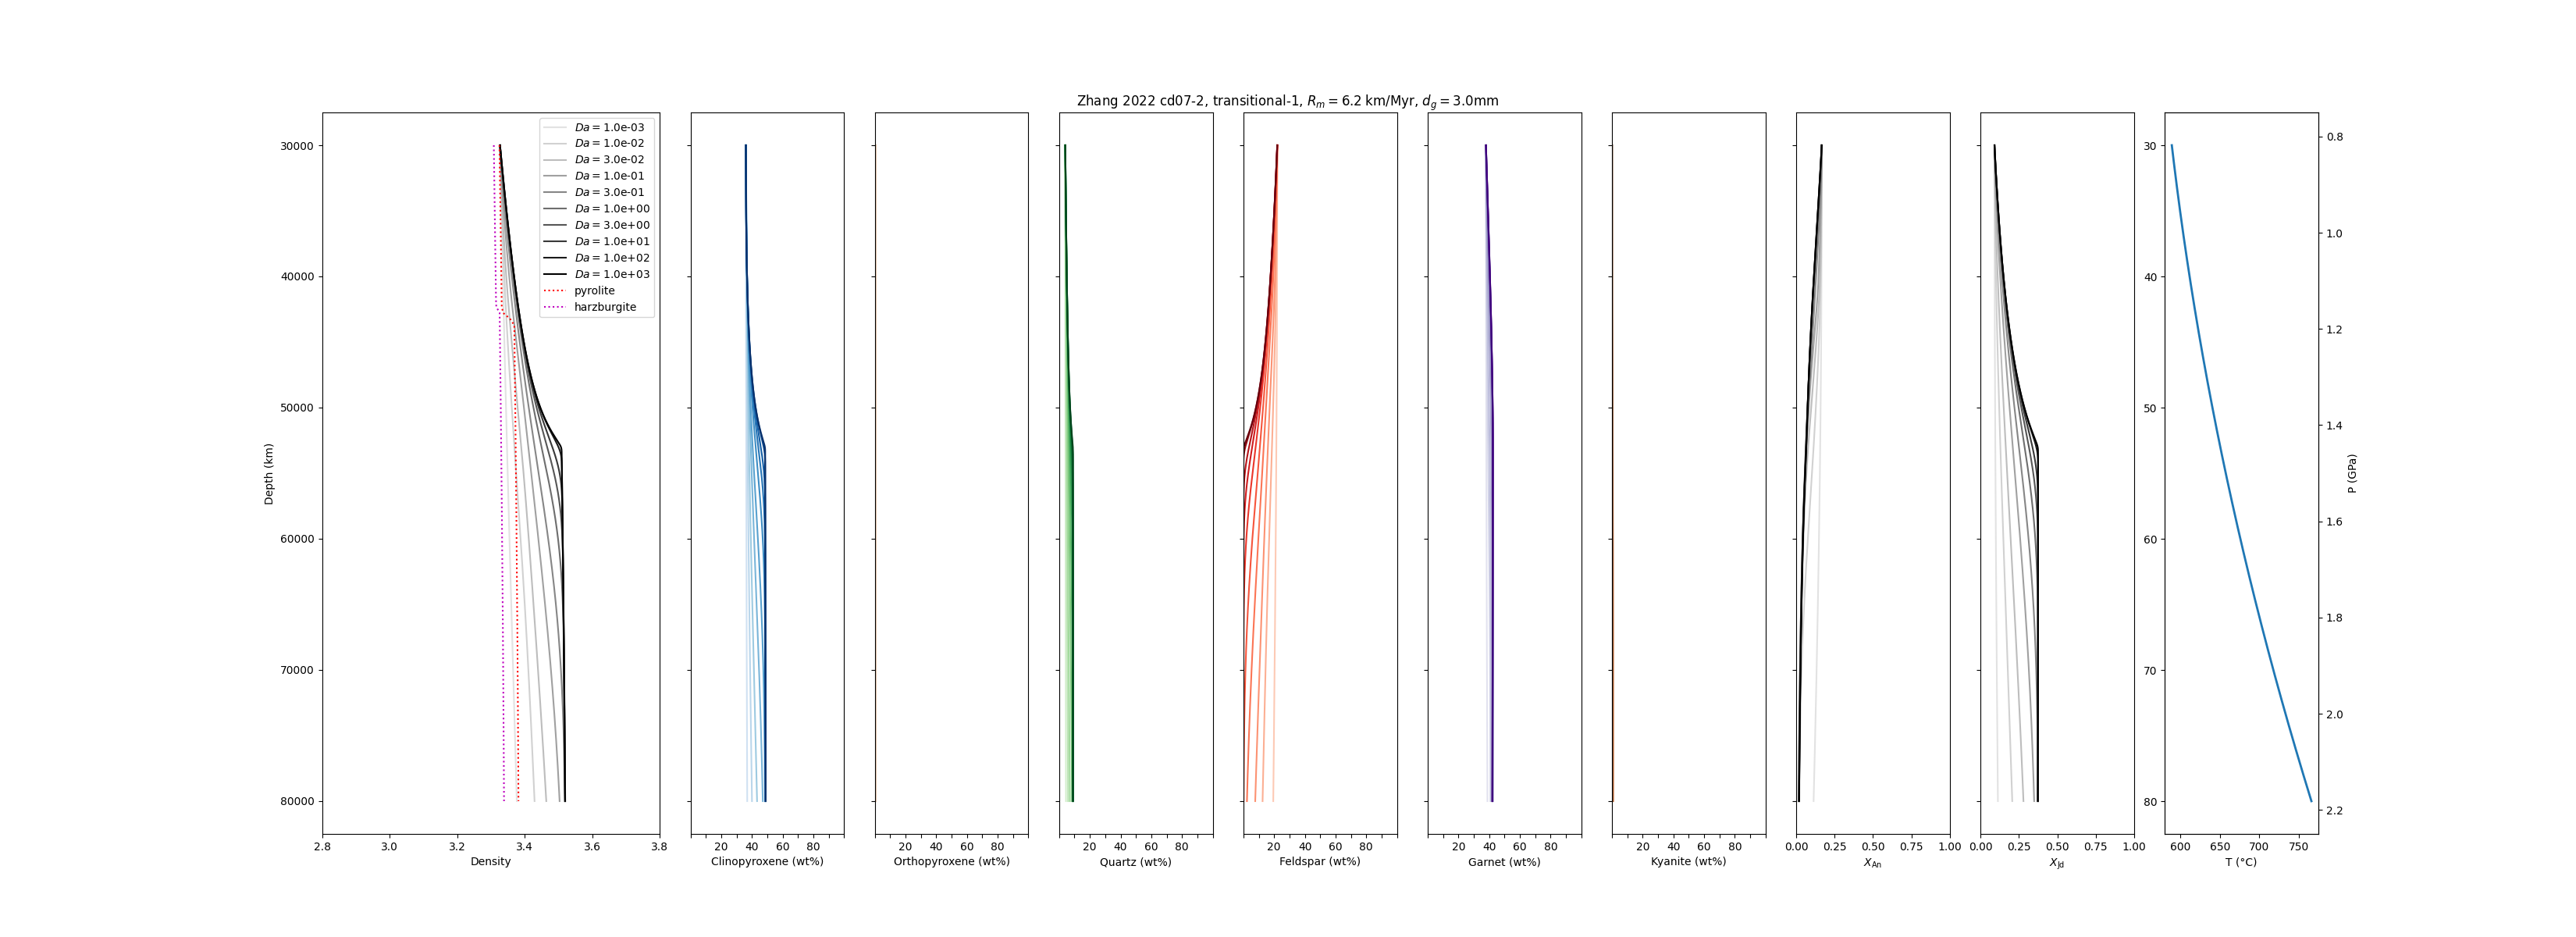 Zhang 2022 cd07-2, transitional-1, Rm = 6.2 km/Myr, dg = 3.0mm
Da = 1.0e-03
Da = 1.0e-02
Da = 3.0e-02
Da = 1.0e-01
Da = 3.0e-01
Da = 1.0e+00
Da = 3.0e+00
Da = 1.0e+01
Da = 1.0e+02
Da = 1.0e+03
pyrolite
harzburgite
Depth (km)
30000
40000
50000
60000
70000
80000
2.8 3.0 3.2 3.4 3.6 3.8
Density
20 40 60 80
Clinopyroxene (wt%)
20 40 60 80
Orthopyroxene (wt%)
20 40 60 80
Quartz (wt%)
20 40 60 80
Feldspar (wt%)
20 40 60 80
Garnet (wt%)
20 40 60 80
Kyanite (wt%)
0.00 0.25 0.50 0.75 1.00
XAn
0.00 0.25 0.50 0.75 1.00
XJd
30
40
50
60
70
80
600 650 700 750
T (°C)
0.8
1.0
1.2
1.4
1.6
1.8
2.0
2.2
P (GPa)